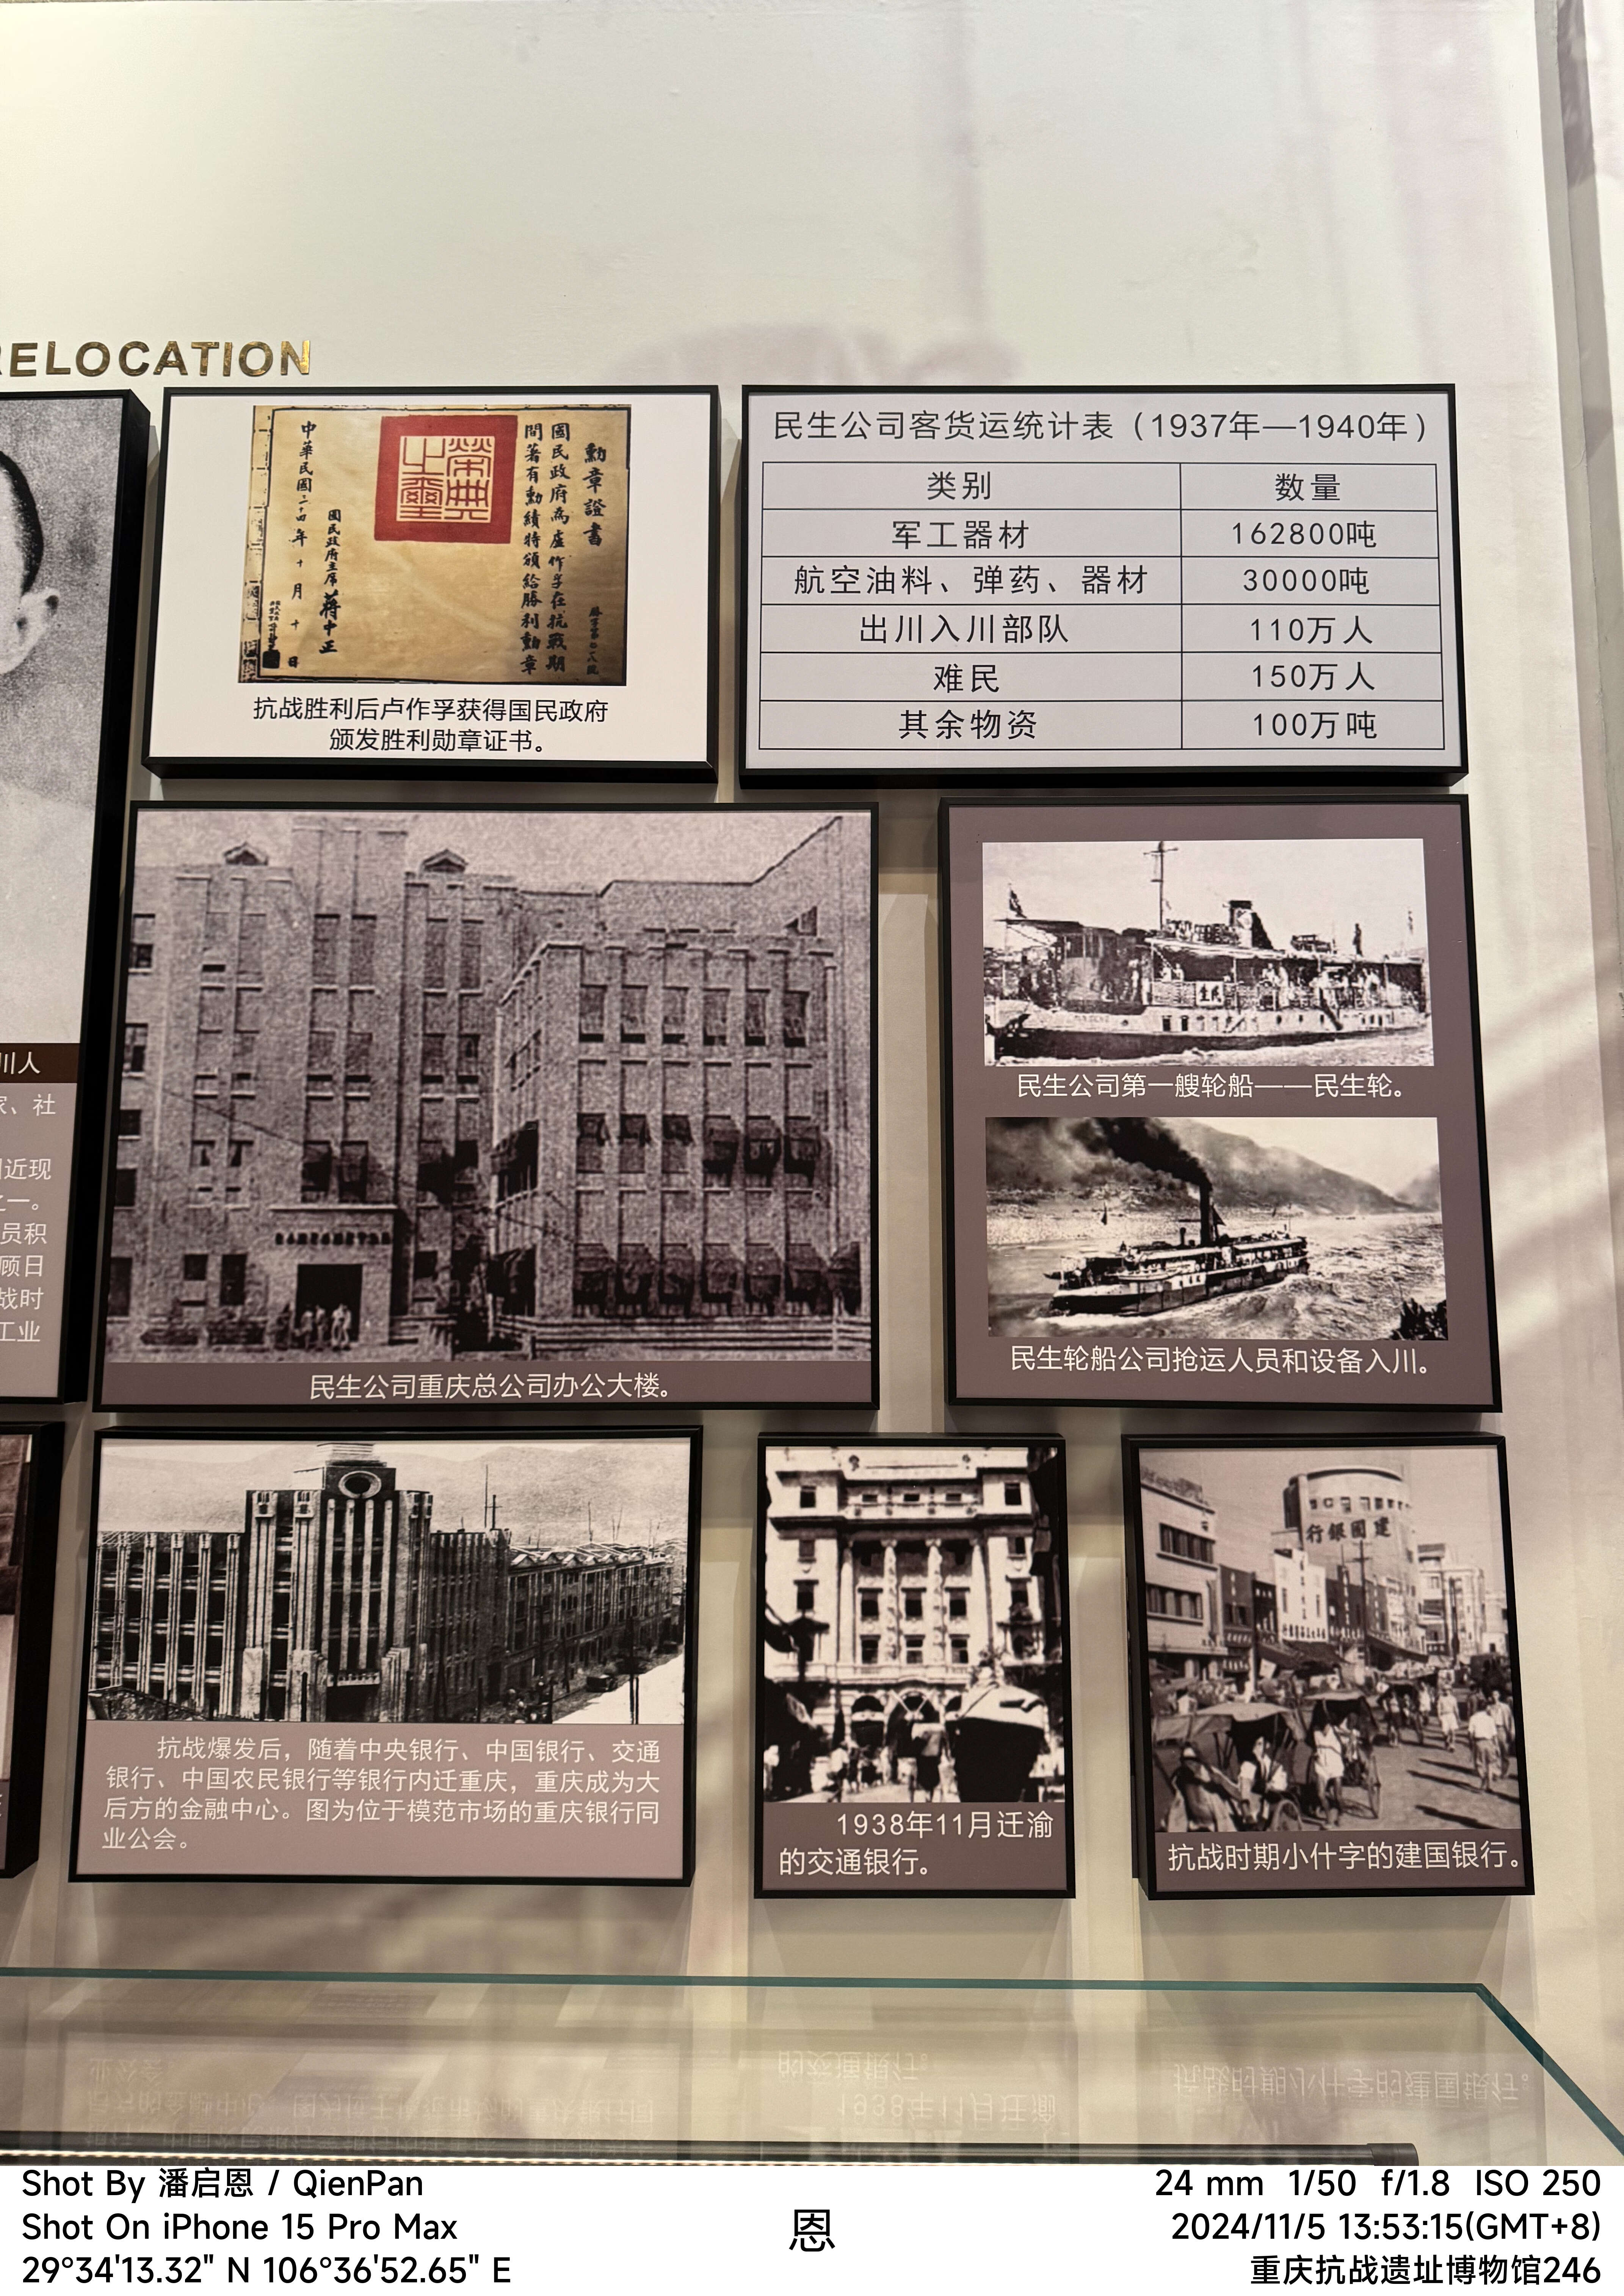 RELOCATION
勳章證書
國民政府為盧作孚在抗戰期
間著有勳績特頒給勝利勳章
榮典之璽
國民政府主席蔣中正
中華民國三十四年十月十日
抗战胜利后卢作孚获得国民政府
颁发胜利勋章证书。
民生公司客货运统计表（1937年—1940年）
类别 数量
军工器材 162800吨
航空油料、弹药、器材 30000吨
出川入川部队 110万人
难民 150万人
其余物资 100万吨
川人
家、社
近现
之一。
员积
顾日
战时
工业
民生公司重庆总公司办公大楼。
民生
民生公司第一艘轮船——民生轮。
民生轮船公司抢运人员和设备入川。
抗战爆发后，随着中央银行、中国银行、交通
银行、中国农民银行等银行内迁重庆，重庆成为大
后方的金融中心。图为位于模范市场的重庆银行同
业公会。
1938年11月迁渝
的交通银行。
建國銀行
抗战时期小什字的建国银行。
Shot By 潘启恩 / QienPan
Shot On iPhone 15 Pro Max
29°34'13.32" N 106°36'52.65" E
恩
24 mm 1/50 f/1.8 ISO 250
2024/11/5 13:53:15(GMT+8)
重庆抗战遗址博物馆246